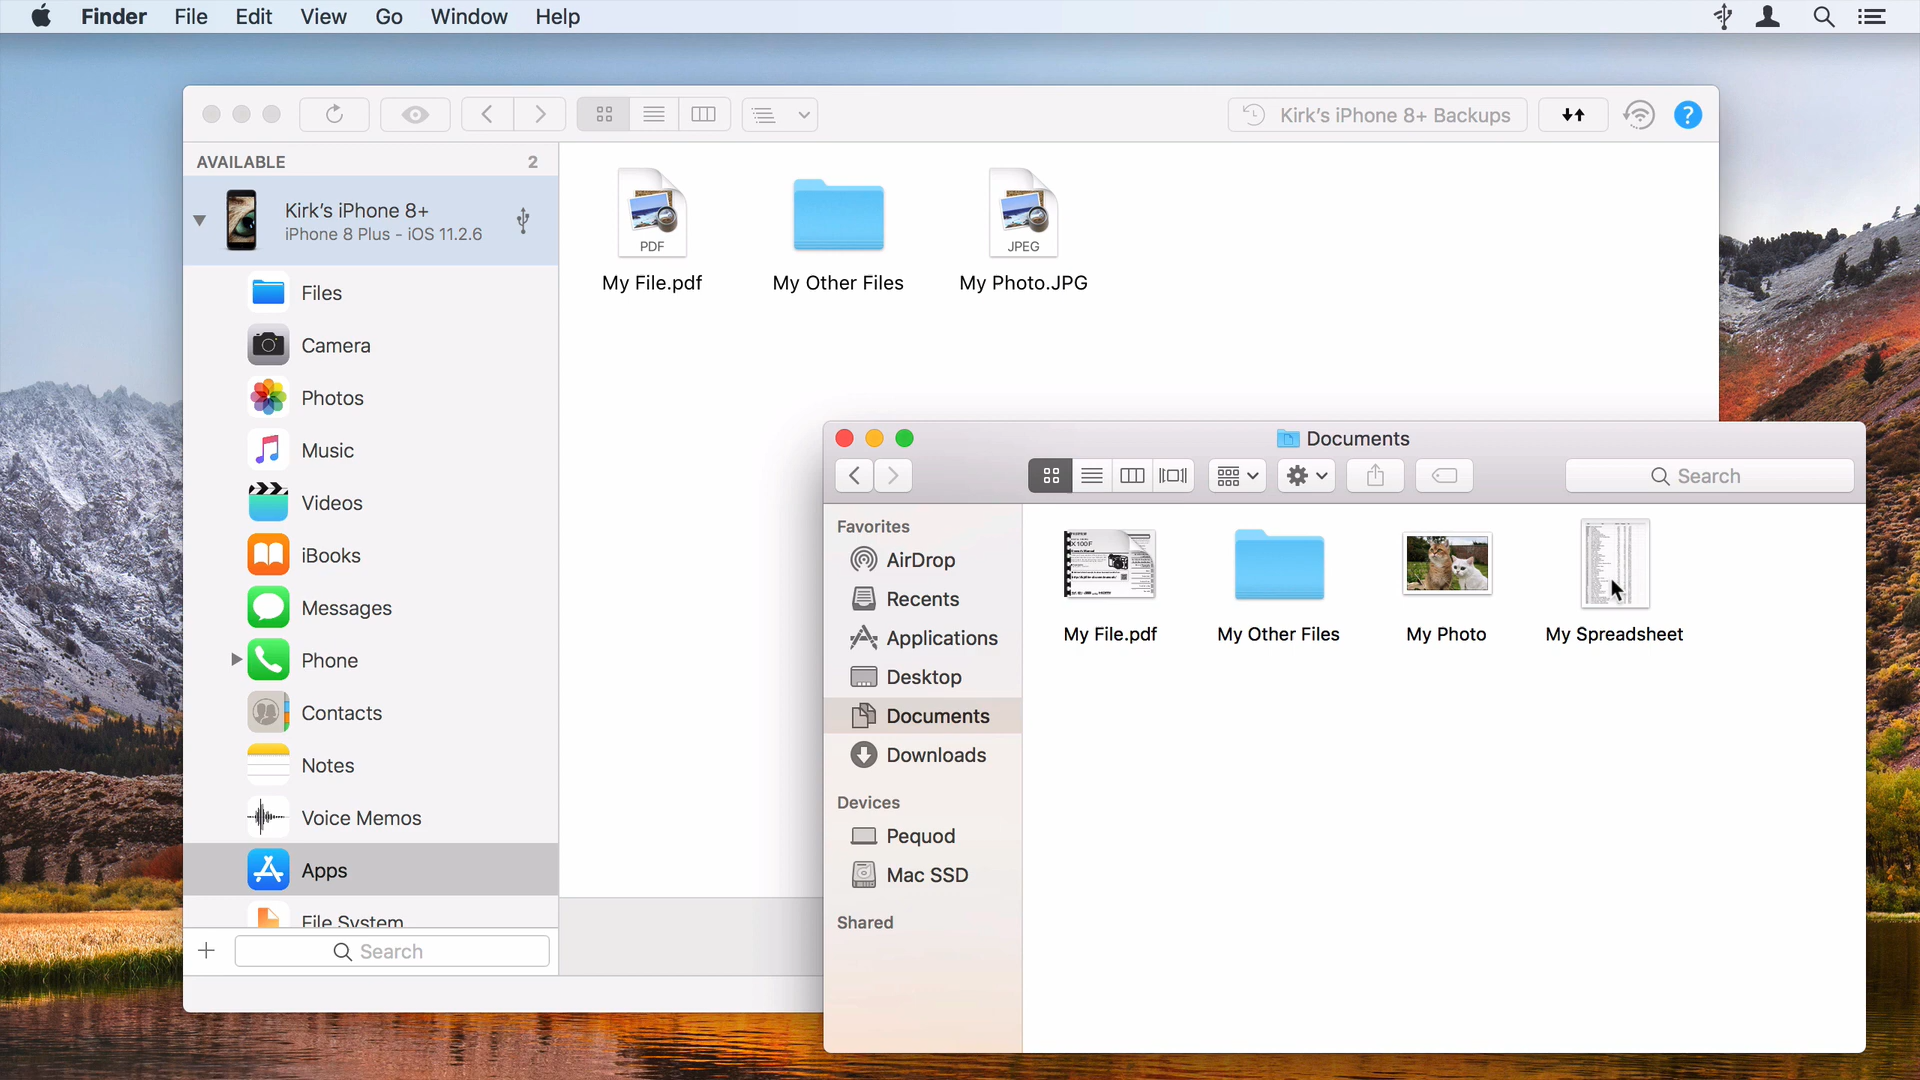 Finder File Edit View Go Window Help
Kirk’s iPhone 8+ Backups
?
AVAILABLE 2
Kirk’s iPhone 8+
iPhone 8 Plus - iOS 11.2.6
Files
Camera
Photos
Music
Videos
iBooks
Messages
Phone
Contacts
Notes
Voice Memos
Apps
File System
Search
PDF
JPEG
My File.pdf My Other Files My Photo.JPG
Documents
Search
Favorites
AirDrop
Recents
Applications
Desktop
Documents
Downloads
Devices
Pequod
Mac SSD
Shared
X100F
My File.pdf My Other Files My Photo My Spreadsheet